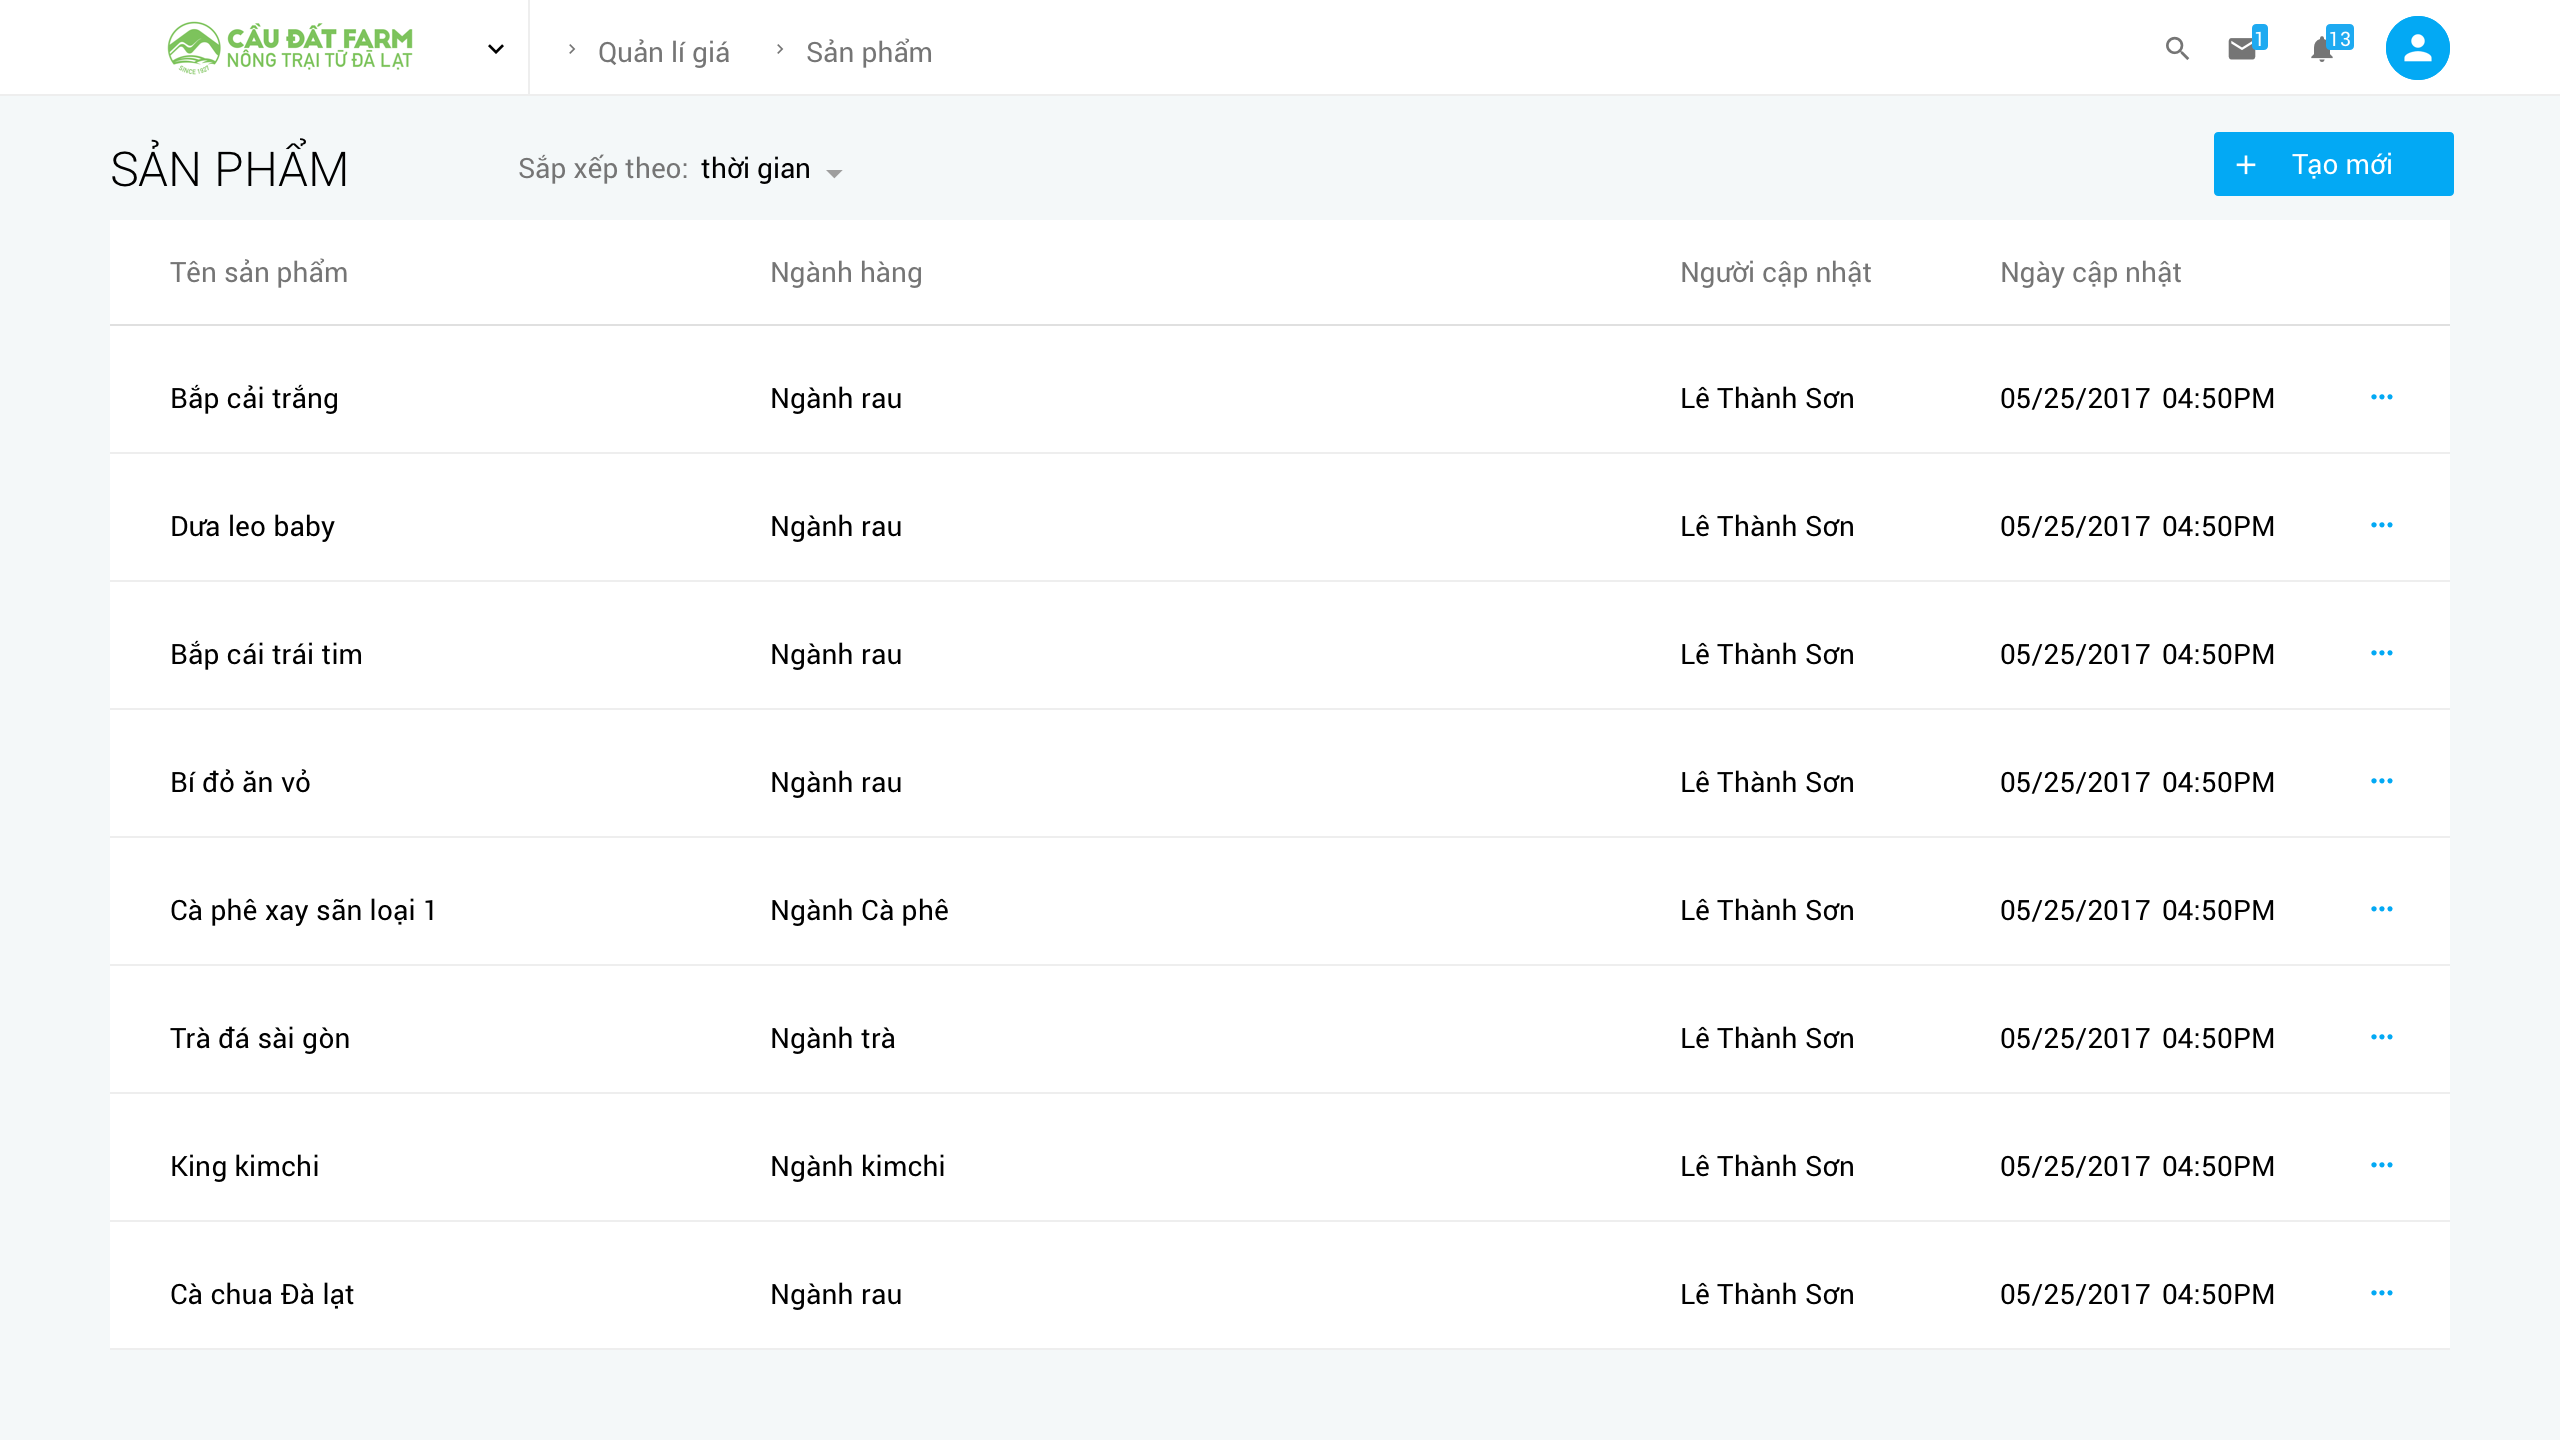 CẦU ĐẤT FARM
NÔNG TRẠI TỪ ĐÀ LẠT
SINCE 1927
Quản lí giá
Sản phẩm
1
13
SẢN PHẨM
Sắp xếp theo: thời gian
Tạo mới
Tên sản phẩm Ngành hàng Người cập nhật Ngày cập nhật
Bắp cải trắng Ngành rau Lê Thành Sơn 05/25/2017 04:50PM
Dưa leo baby Ngành rau Lê Thành Sơn 05/25/2017 04:50PM
Bắp cái trái tim Ngành rau Lê Thành Sơn 05/25/2017 04:50PM
Bí đỏ ăn vỏ Ngành rau Lê Thành Sơn 05/25/2017 04:50PM
Cà phê xay sãn loại 1 Ngành Cà phê Lê Thành Sơn 05/25/2017 04:50PM
Trà đá sài gòn Ngành trà Lê Thành Sơn 05/25/2017 04:50PM
King kimchi Ngành kimchi Lê Thành Sơn 05/25/2017 04:50PM
Cà chua Đà lạt Ngành rau Lê Thành Sơn 05/25/2017 04:50PM